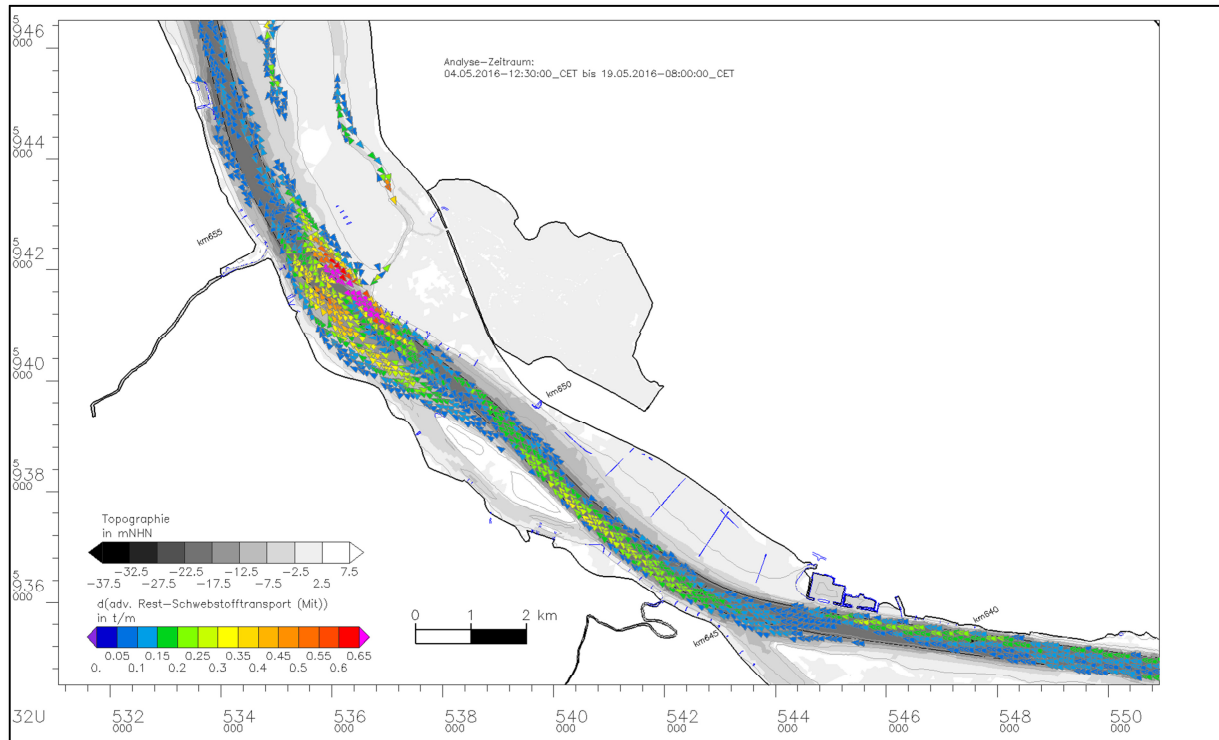 Analyse-Zeitraum:
04.05.2016-12:30:00_CET bis 19.05.2016-08:00:00_CET
5
946
000
5
944
000
5
942
000
5
940
000
5
938
000
5
936
000
km655
km650
km645
km640
Topographie
in mNHN
-32.5 -22.5 -12.5 -2.5 7.5
-37.5 -27.5 -17.5 -7.5 2.5
d(adv. Rest-Schwebstofftransport (Mit))
in t/m
0.05 0.15 0.25 0.35 0.45 0.55 0.65
0. 0.1 0.2 0.3 0.4 0.5 0.6
0 1 2 km
32U 532 534 536 538 540 542 544 546 548 550
000 000 000 000 000 000 000 000 000 000